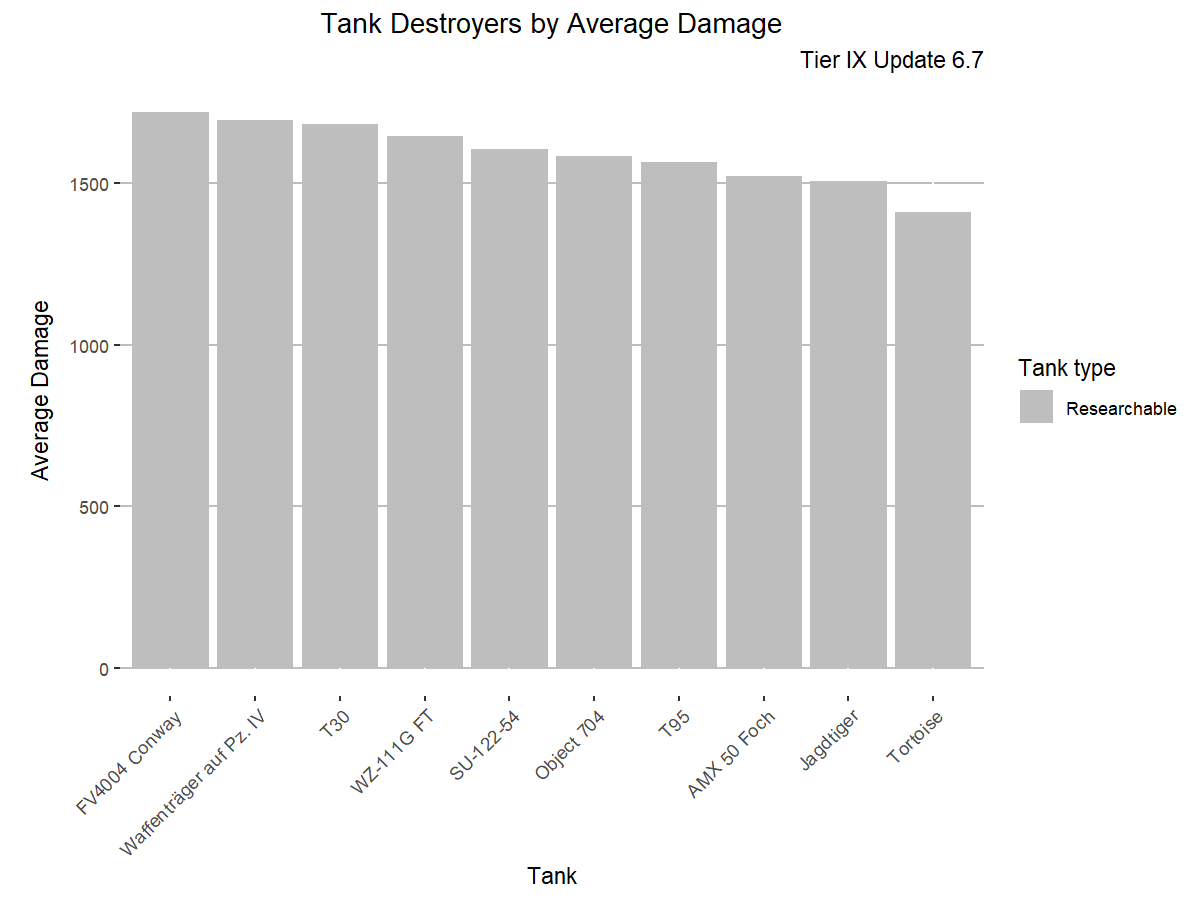 Tank Destroyers by Average Damage
Tier IX Update 6.7
Average Damage
1500
1000
500
0
FV4004 Conway
Waffenträger auf Pz. IV
T30
WZ-111G FT
SU-122-54
Object 704
T95
AMX 50 Foch
Jagdtiger
Tortoise
Tank
Tank type
Researchable